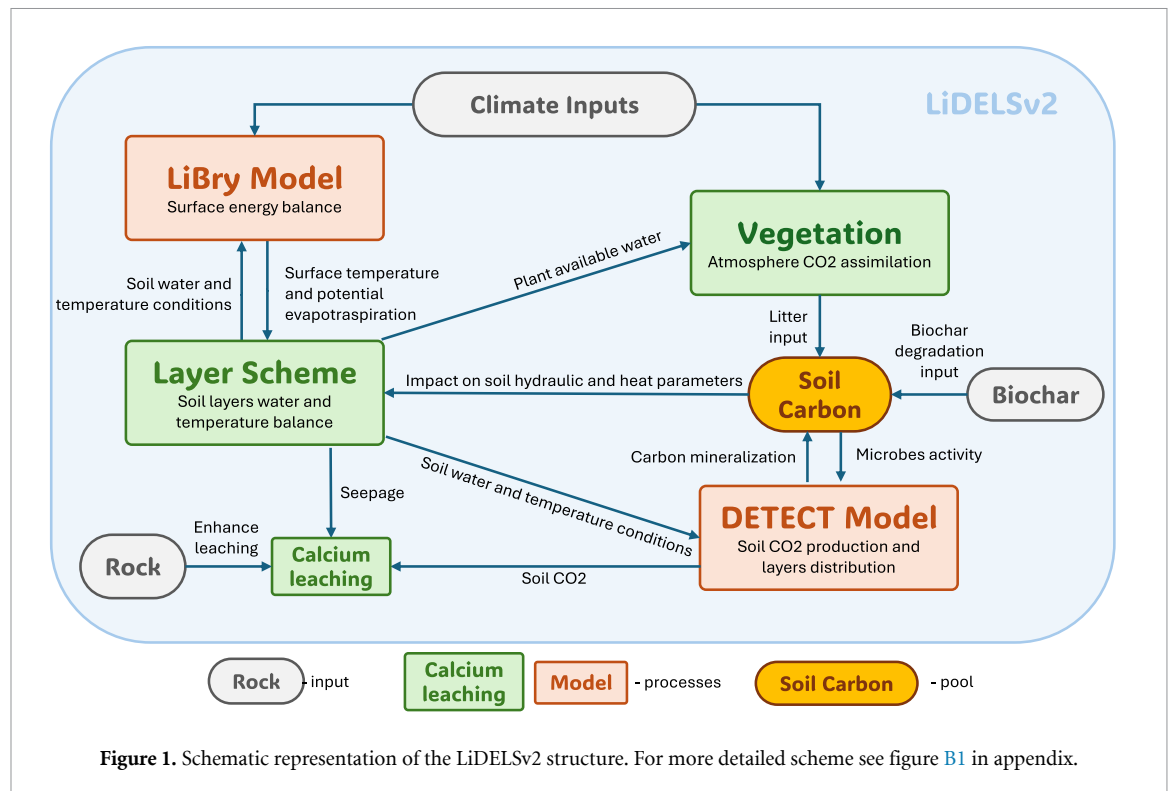 Climate Inputs
LiDELSv2
LiBry Model
Surface energy balance
Vegetation
Atmosphere CO2 assimilation
Plant available water
Soil water and
temperature conditions
Surface temperature
and potential
evapotraspiration
Litter
input
Biochar
degradation
input
Layer Scheme
Soil layers water and
temperature balance
Impact on soil hydraulic and heat parameters
Soil
Carbon
Biochar
Carbon mineralization
Microbes activity
Soil water and temperature conditions
Seepage
DETECT Model
Soil CO2 production and
layers distribution
Enhance
leaching
Rock
Calcium
leaching
Soil CO2
Rock
- input
Calcium
leaching
Model
- processes
Soil Carbon
- pool
Figure 1. Schematic representation of the LiDELSv2 structure. For more detailed scheme see figure B1 in appendix.